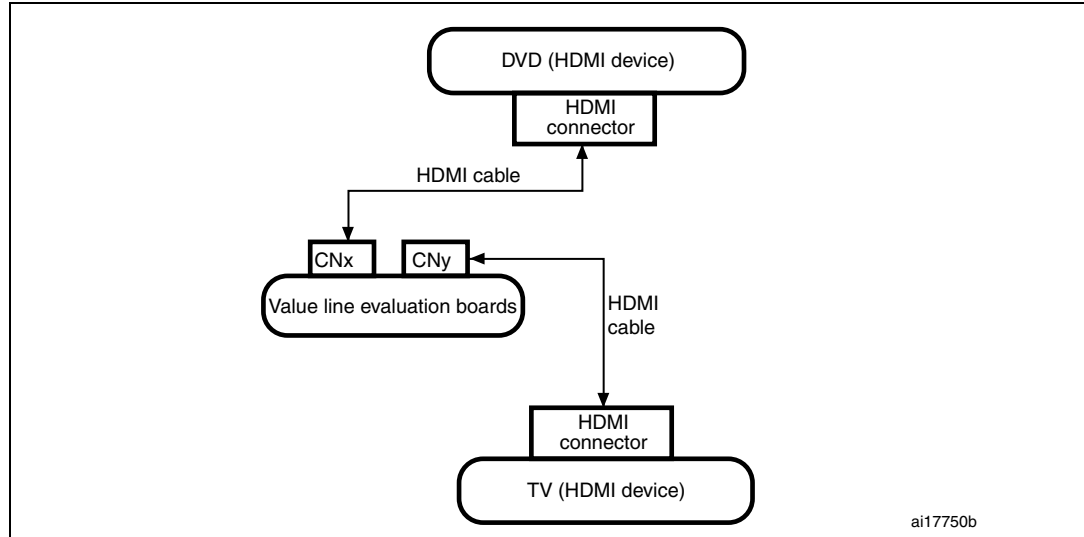 DVD (HDMI device)
HDMI
connector
HDMI cable
CNx
CNy
Value line evaluation boards
HDMI
cable
HDMI
connector
TV (HDMI device)
ai17750b